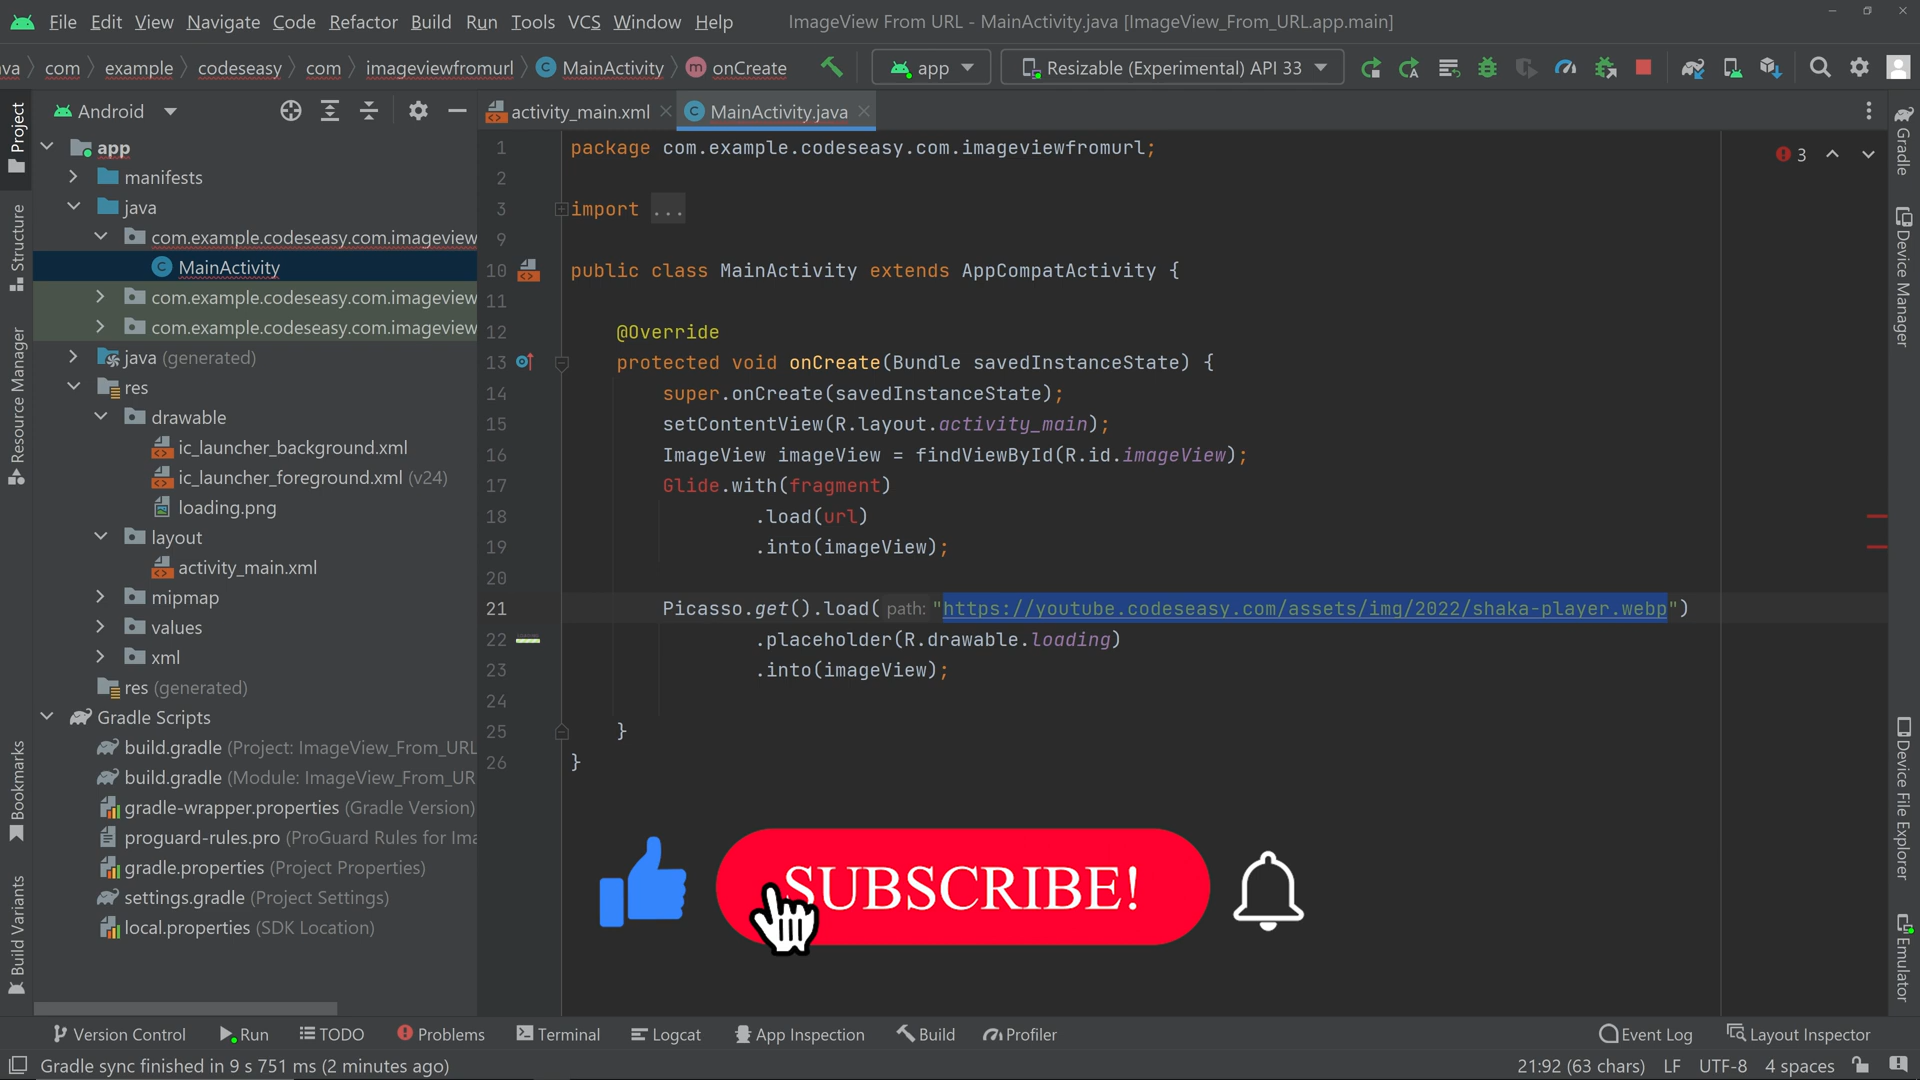 File Edit View Navigate Code Refactor Build Run Tools VCS Window Help ImageView From URL - MainActivity.java [ImageView_From_URL.app.main]
va com example codeseasy com imageviewfromurl MainActivity onCreate app Resizable (Experimental) API 33
Android
activity_main.xml MainActivity.java
Project
Structure
Resource Manager
Bookmarks
Build Variants
app
manifests
java
com.example.codeseasy.com.imageview
MainActivity
com.example.codeseasy.com.imageview
com.example.codeseasy.com.imageview
java (generated)
res
drawable
ic_launcher_background.xml
ic_launcher_foreground.xml (v24)
loading.png
layout
activity_main.xml
mipmap
values
xml
res (generated)
Gradle Scripts
build.gradle (Project: ImageView_From_URL
build.gradle (Module: ImageView_From_UR
gradle-wrapper.properties (Gradle Version)
proguard-rules.pro (ProGuard Rules for Ima
gradle.properties (Project Properties)
settings.gradle (Project Settings)
local.properties (SDK Location)
1 package com.example.codeseasy.com.imageviewfromurl;
2
3 import ...
9
10 public class MainActivity extends AppCompatActivity {
11
12 @Override
13 protected void onCreate(Bundle savedInstanceState) {
14 super.onCreate(savedInstanceState);
15 setContentView(R.layout.activity_main);
16 ImageView imageView = findViewById(R.id.imageView);
17 Glide.with(fragment)
18 .load(url)
19 .into(imageView);
20
21 Picasso.get().load( path: "https://youtube.codeseasy.com/assets/img/2022/shaka-player.webp")
22 .placeholder(R.drawable.loading)
23 .into(imageView);
24
25 }
26 }
3
SUBSCRIBE!
Gradle
Device Manager
Device File Explorer
Emulator
Version Control Run TODO Problems Terminal Logcat App Inspection Build Profiler Event Log Layout Inspector
Gradle sync finished in 9 s 751 ms (2 minutes ago) 21:92 (63 chars) LF UTF-8 4 spaces